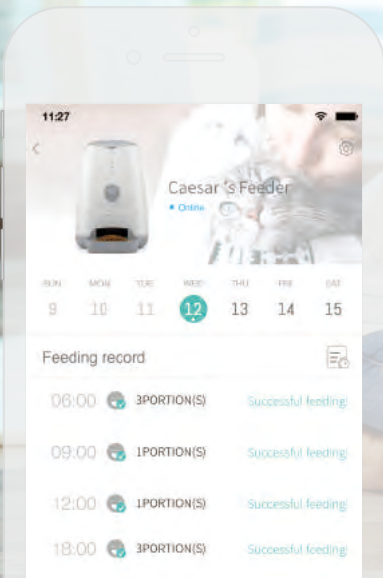 11:27
Caesar 's Feeder
Online
SUN MON TUE WED THU FRI SAT
9 10 11 12 13 14 15
Feeding record
06:00 3PORTION(S) Successful feeding
09:00 1PORTION(S) Successful feeding
12:00 1PORTION(S) Successful feeding
18:00 3PORTION(S) Successful feeding